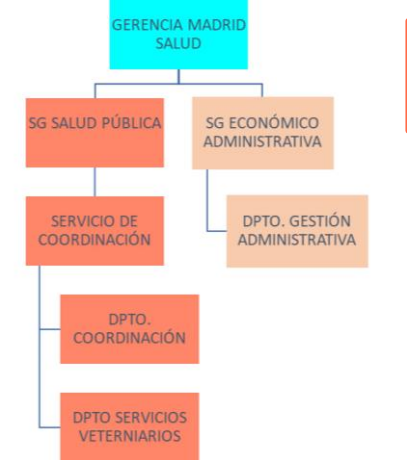 GERENCIA MADRID
SALUD
SG SALUD PÚBLICA
SG ECONÓMICO
ADMINISTRATIVA
SERVICIO DE
COORDINACIÓN
DPTO. GESTIÓN
ADMINISTRATIVA
DPTO.
COORDINACIÓN
DPTO SERVICIOS
VETERNIARIOS